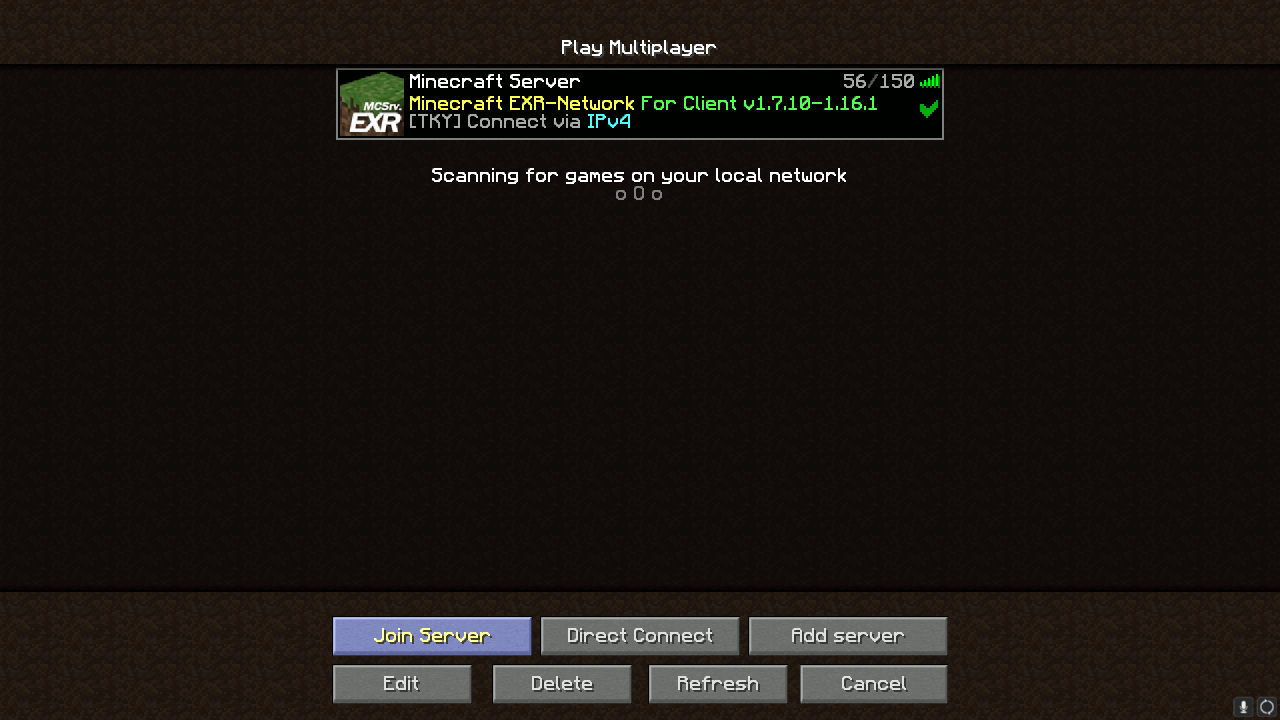 Play Multiplayer
Minecraft Server 56/150
Minecraft EXR-Network For Client v1.7.10-1.16.1
[TKY] Connect via IPv4
MCSrv.
EXR
Scanning for games on your local network
o O o
Join Server
Direct Connect
Add server
Edit
Delete
Refresh
Cancel